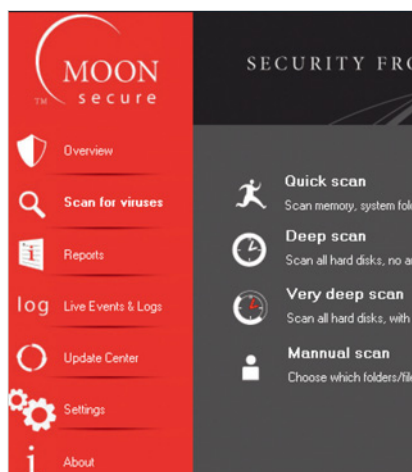 MOON
TM secure
SECURITY FRO
Overview
Scan for viruses
Reports
log Live Events & Logs
Update Center
Settings
About
Quick scan
Scan memory, system fol
Deep scan
Scan all hard disks, no a
Very deep scan
Scan all hard disks, with
Mannual scan
Choose which folders/fil